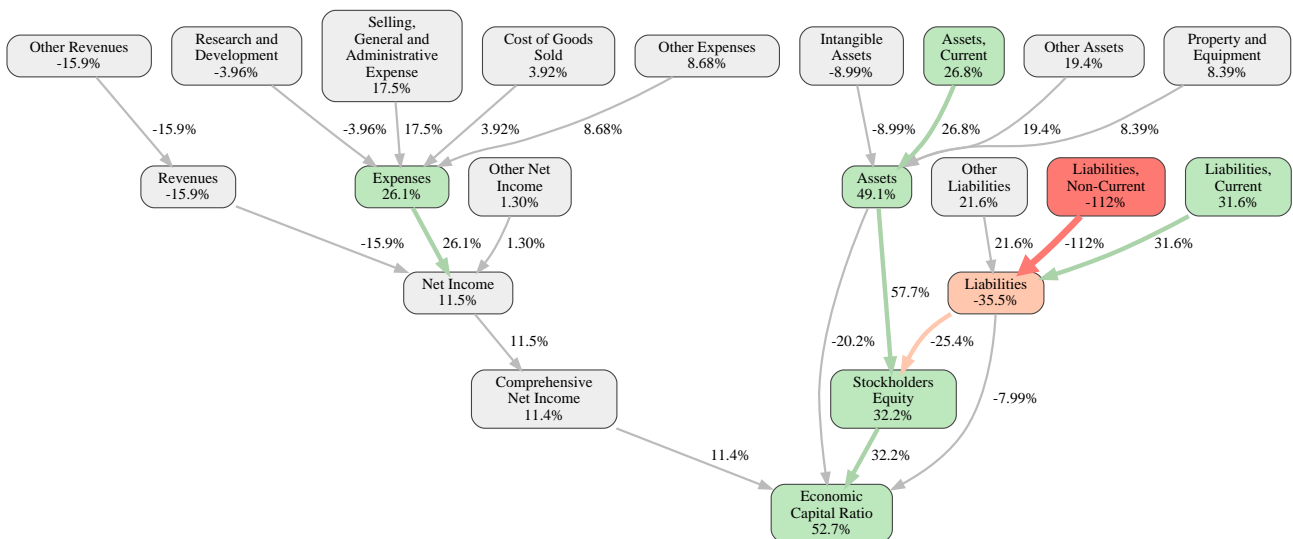 Other Revenues
-15.9%
Research and
Development
-3.96%
Selling,
General and
Administrative
Expense
17.5%
Cost of Goods
Sold
3.92%
Other Expenses
8.68%
Intangible
Assets
-8.99%
Assets,
Current
26.8%
Other Assets
19.4%
Property and
Equipment
8.39%
-15.9%
-3.96%
17.5%
3.92%
8.68%
-8.99%
26.8%
19.4%
8.39%
Revenues
-15.9%
Expenses
26.1%
Other Net
Income
1.30%
Assets
49.1%
Other
Liabilities
21.6%
Liabilities,
Non-Current
-112%
Liabilities,
Current
31.6%
-15.9%
26.1%
1.30%
21.6%
-112%
31.6%
Net Income
11.5%
57.7%
Liabilities
-35.5%
11.5%
-20.2%
-25.4%
Comprehensive
Net Income
11.4%
Stockholders
Equity
32.2%
-7.99%
11.4%
32.2%
Economic
Capital Ratio
52.7%